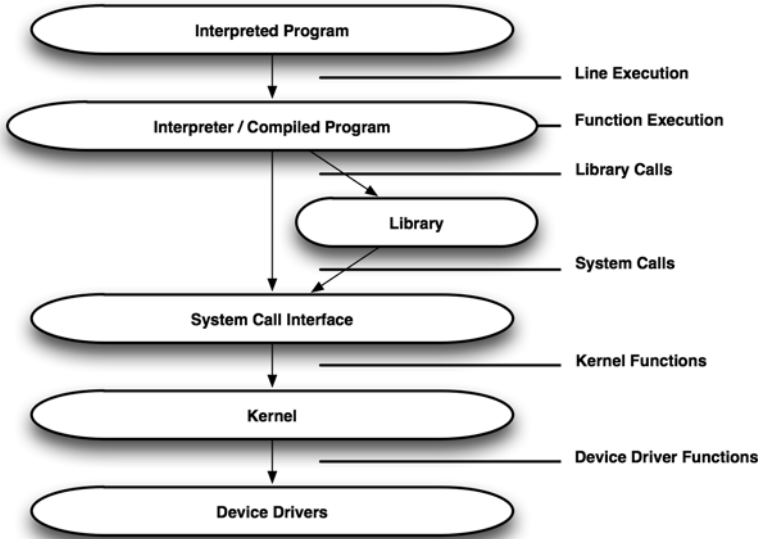 Interpreted Program
Line Execution
Interpreter / Compiled Program
Function Execution
Library Calls
Library
System Calls
System Call Interface
Kernel Functions
Kernel
Device Driver Functions
Device Drivers